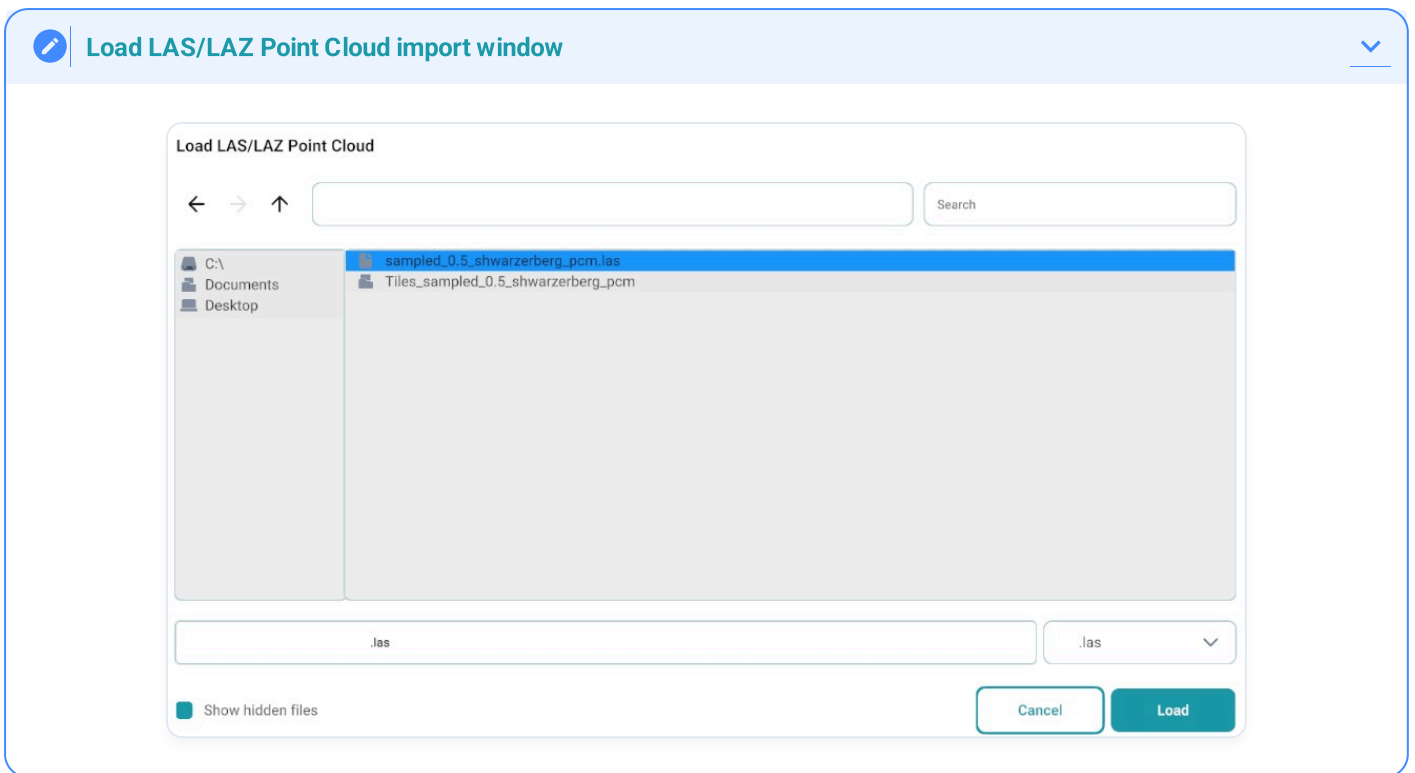 Load LAS/LAZ Point Cloud import window
Load LAS/LAZ Point Cloud
Search
C:\
Documents
Desktop
sampled_0.5_shwarzerberg_pcm.las
Tiles_sampled_0.5_shwarzerberg_pcm
.las
.las
Show hidden files
Cancel
Load